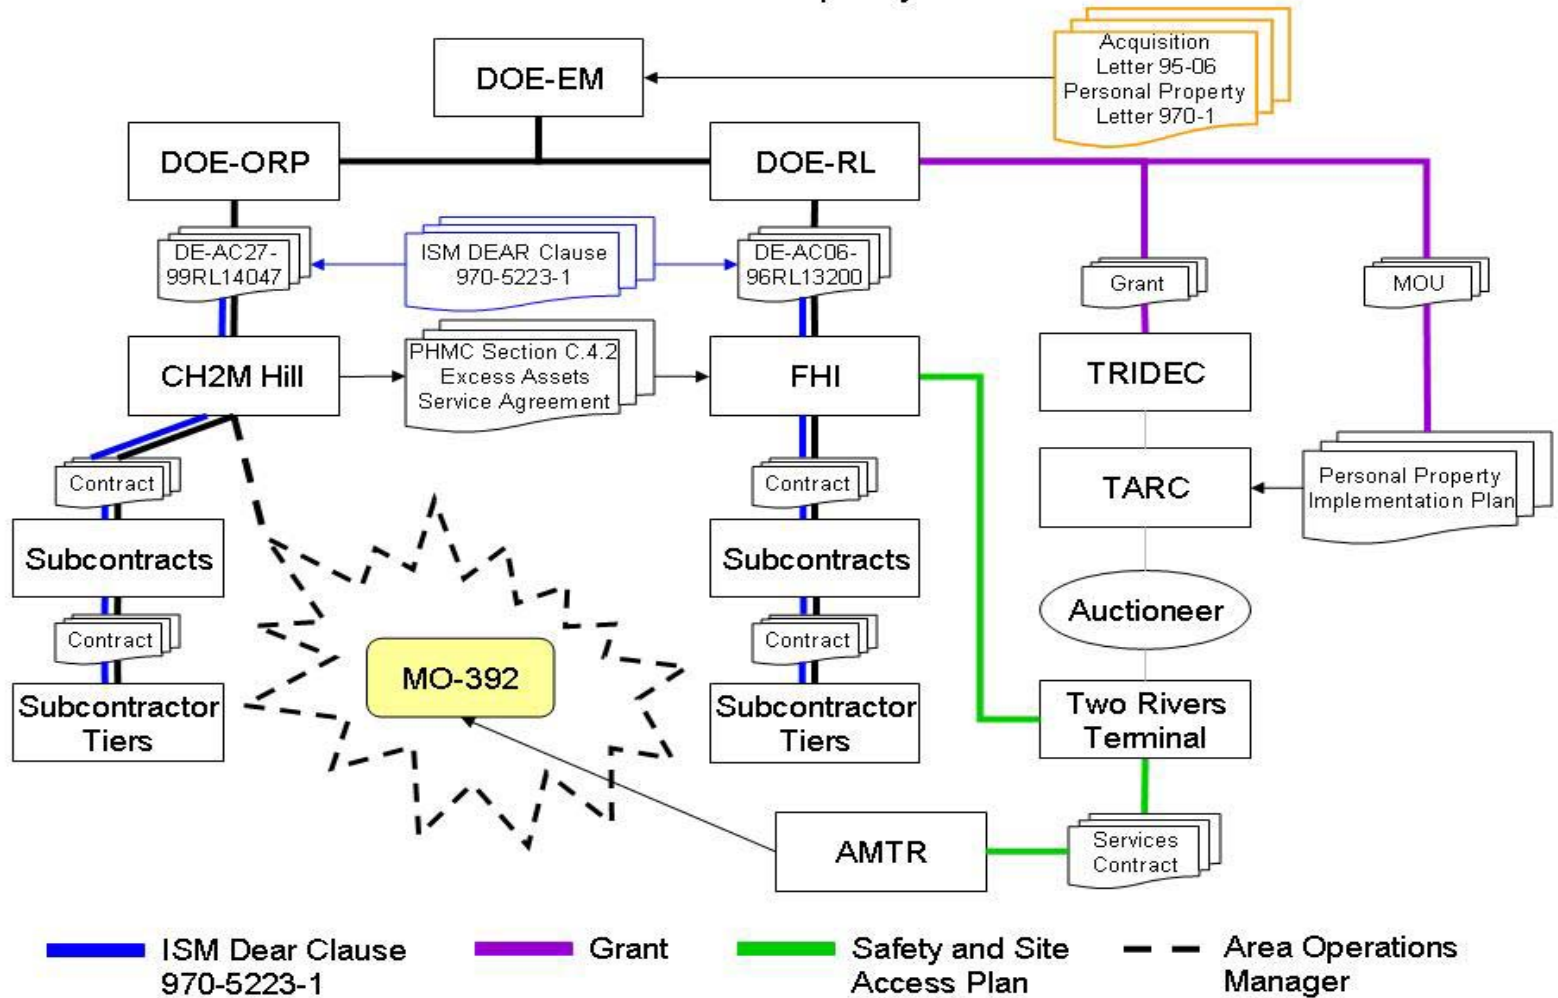 Acquisition
Letter 95-06
Personal Property
Letter 970-1
DOE-EM
DOE-ORP
DOE-RL
DE-AC27-
99RL14047
ISM DEAR Clause
970-5223-1
DE-AC06-
96RL13200
Grant
MOU
CH2M Hill
PHMC Section C.4.2
Excess Assets
Service Agreement
FHI
TRIDEC
Contract
Contract
TARC
Personal Property
Implementation Plan
Subcontracts
Subcontracts
Auctioneer
Contract
Contract
MO-392
Subcontractor
Tiers
Subcontractor
Tiers
Two Rivers
Terminal
AMTR
Services
Contract
ISM Dear Clause
970-5223-1
Grant
Safety and Site
Access Plan
Area Operations
Manager